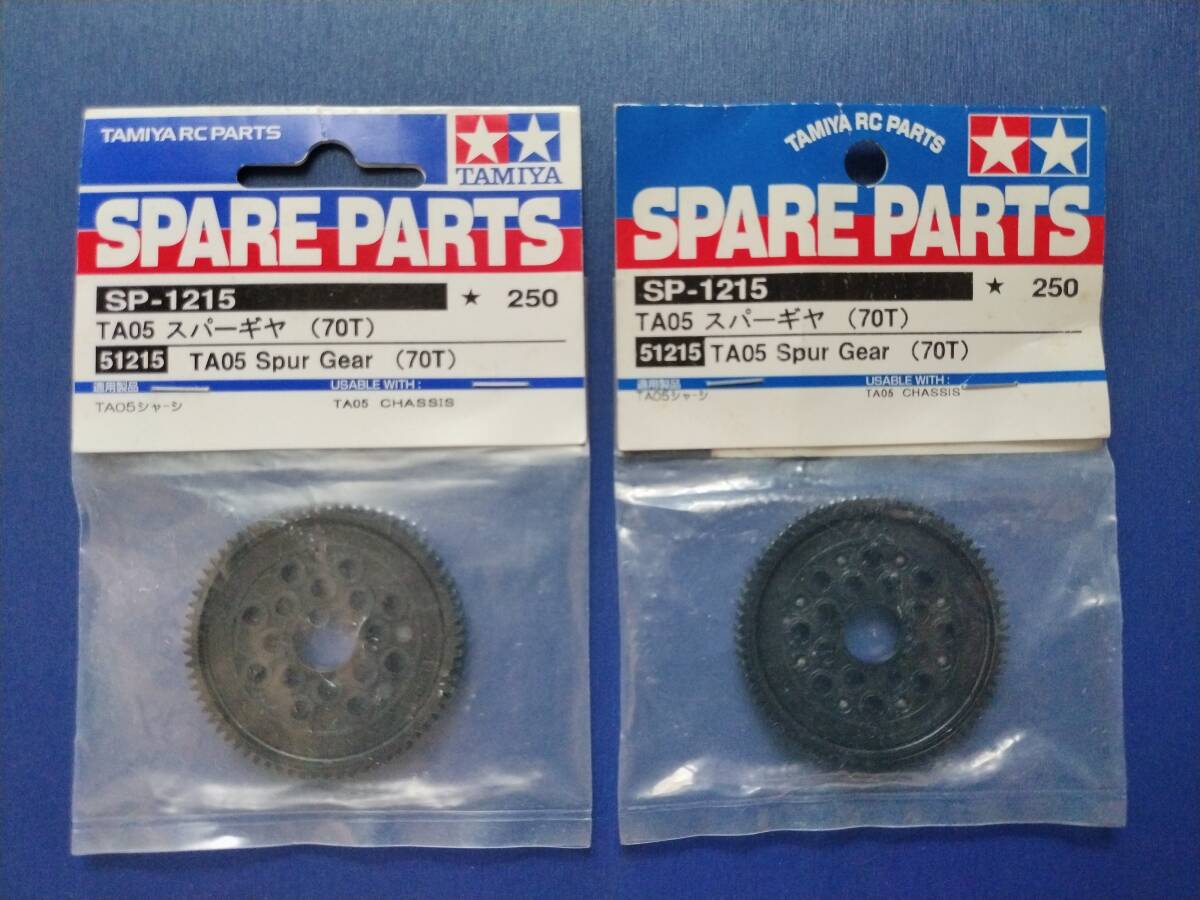 TAMIYA RC PARTS
TAMIYA
SPARE PARTS
SP-1215 ★ 250
TA05 スパーギヤ (70T)
51215 TA05 Spur Gear (70T)
適用製品 USABLE WITH:
TA05シャーシ TA05 CHASSIS
TAMIYA RC PARTS
SPARE PARTS
SP-1215 ★ 250
TA05 スパーギヤ (70T)
51215 TA05 Spur Gear (70T)
適用製品 USABLE WITH:
TA05シャーシ TA05 CHASSIS